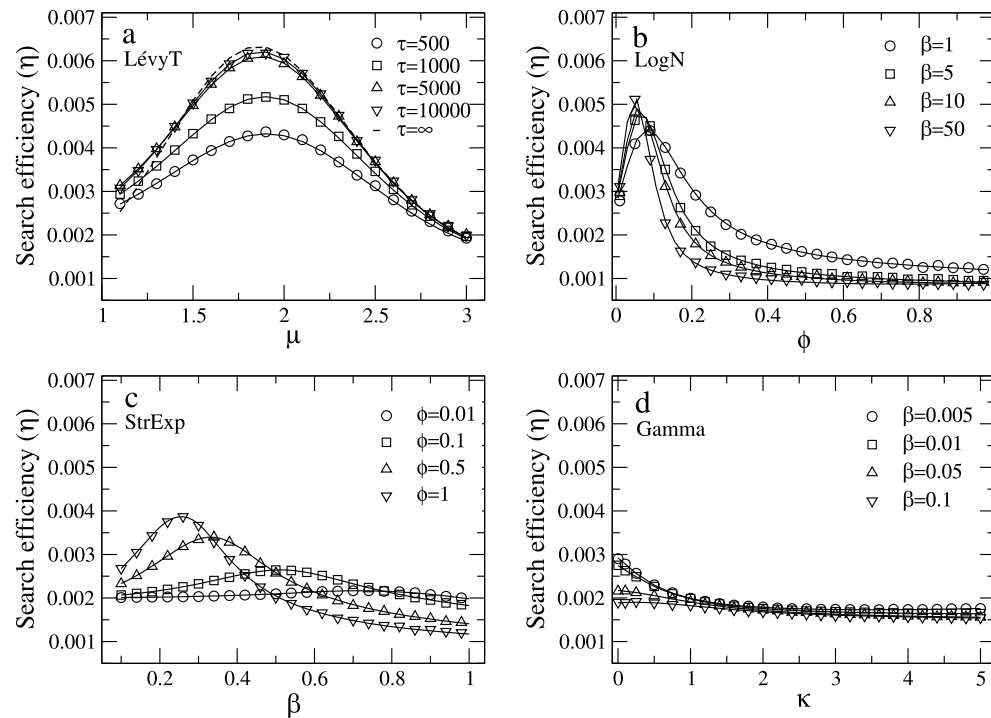 a
LévyT
τ=500
τ=1000
τ=5000
τ=10000
τ=∞
Search efficiency (η)
0.007
0.006
0.005
0.004
0.003
0.002
0.001
1 1.5 2 2.5 3
μ
b
LogN
β=1
β=5
β=10
β=50
Search efficiency (η)
0.007
0.006
0.005
0.004
0.003
0.002
0.001
0 0.2 0.4 0.6 0.8
ϕ
c
StrExp
ϕ=0.01
ϕ=0.1
ϕ=0.5
ϕ=1
Search efficiency (η)
0.007
0.006
0.005
0.004
0.003
0.002
0.001
0.2 0.4 0.6 0.8 1
β
d
Gamma
β=0.005
β=0.01
β=0.05
β=0.1
Search efficiency (η)
0.007
0.006
0.005
0.004
0.003
0.002
0.001
0 1 2 3 4 5
κ